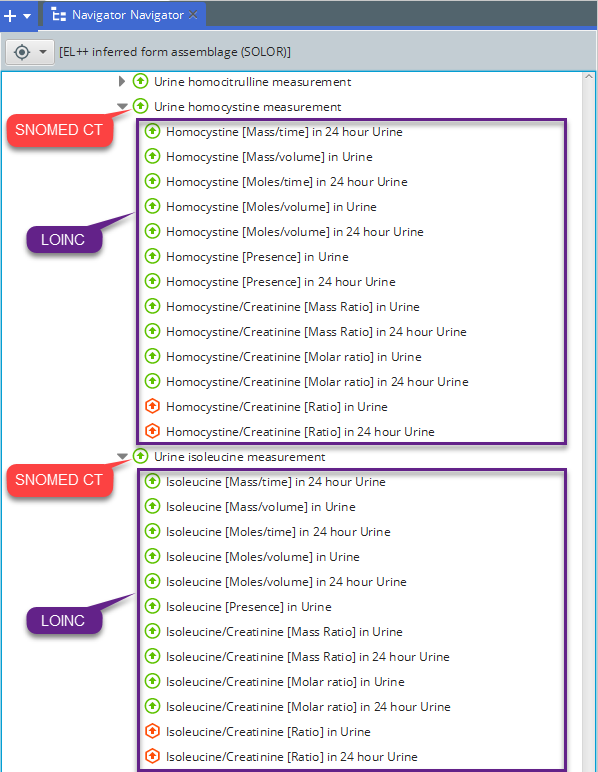 Navigator Navigator
[EL++ inferred form assemblage (SOLOR)]
Urine homocitrulline measurement
Urine homocystine measurement
SNOMED CT
Homocystine [Mass/time] in 24 hour Urine
Homocystine [Mass/volume] in Urine
Homocystine [Moles/time] in 24 hour Urine
Homocystine [Moles/volume] in Urine
Homocystine [Moles/volume] in 24 hour Urine
LOINC
Homocystine [Presence] in Urine
Homocystine [Presence] in 24 hour Urine
Homocystine/Creatinine [Mass Ratio] in Urine
Homocystine/Creatinine [Mass Ratio] in 24 hour Urine
Homocystine/Creatinine [Molar ratio] in Urine
Homocystine/Creatinine [Molar ratio] in 24 hour Urine
Homocystine/Creatinine [Ratio] in Urine
Homocystine/Creatinine [Ratio] in 24 hour Urine
Urine isoleucine measurement
SNOMED CT
Isoleucine [Mass/time] in 24 hour Urine
Isoleucine [Mass/volume] in Urine
Isoleucine [Moles/time] in 24 hour Urine
Isoleucine [Moles/volume] in Urine
Isoleucine [Moles/volume] in 24 hour Urine
Isoleucine [Presence] in Urine
LOINC
Isoleucine/Creatinine [Mass Ratio] in Urine
Isoleucine/Creatinine [Mass Ratio] in 24 hour Urine
Isoleucine/Creatinine [Molar ratio] in Urine
Isoleucine/Creatinine [Molar ratio] in 24 hour Urine
Isoleucine/Creatinine [Ratio] in Urine
Isoleucine/Creatinine [Ratio] in 24 hour Urine